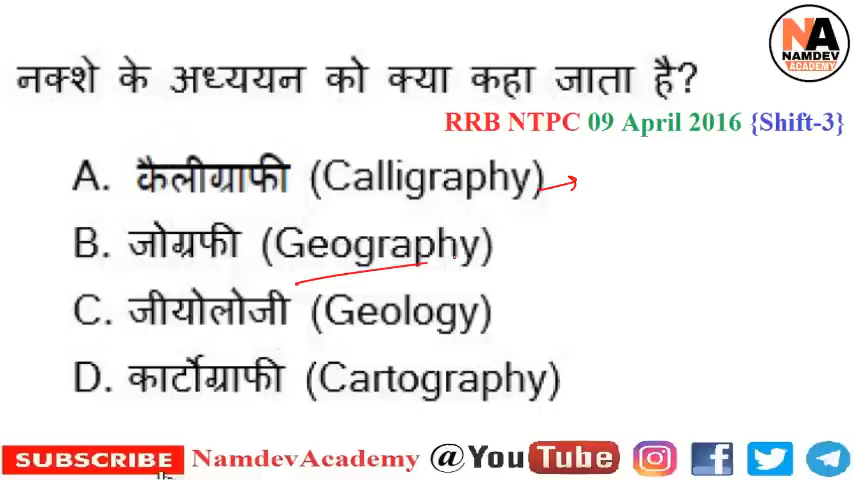 NA
NAMDEV
ACADEMY
नक्शे के अध्ययन को क्या कहा जाता है?
RRB NTPC 09 April 2016 {Shift-3}
A. कैलीग्राफी (Calligraphy)
B. जोग्रफी (Geography)
C. जीयोलोजी (Geology)
D. कार्टोग्राफी (Cartography)
SUBSCRIBE NamdevAcademy @YouTube